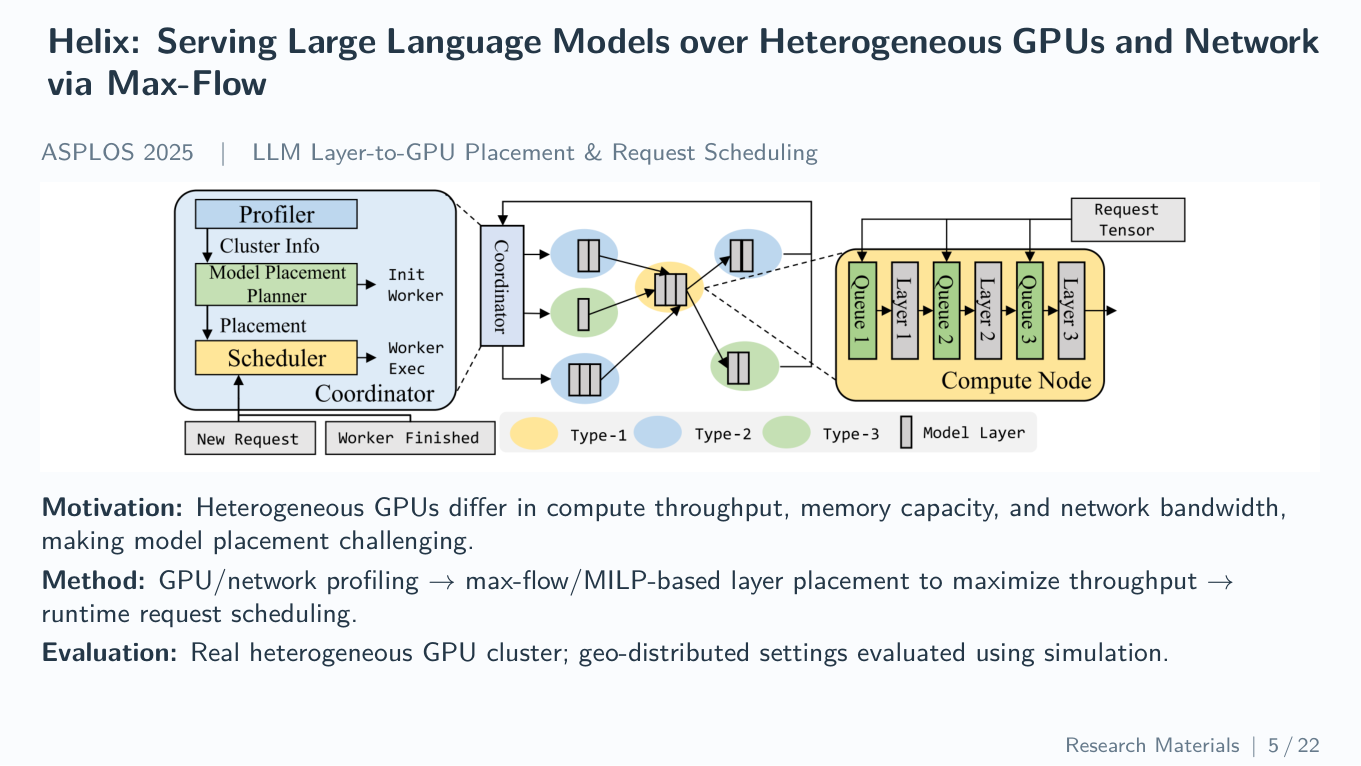 Helix: Serving Large Language Models over Heterogeneous GPUs and Network
via Max-Flow
ASPLOS 2025 | LLM Layer-to-GPU Placement & Request Scheduling
Profiler
Cluster Info
Model Placement
Planner
Init
Worker
Placement
Scheduler
Worker
Exec
Coordinator
New Request
Worker Finished
Coordinator
Type-1
Type-2
Type-3
Model Layer
Request
Tensor
Queue 1
Layer 1
Queue 2
Layer 2
Queue 3
Layer 3
Compute Node
Motivation: Heterogeneous GPUs differ in compute throughput, memory capacity, and network bandwidth,
making model placement challenging.
Method: GPU/network profiling → max-flow/MILP-based layer placement to maximize throughput →
runtime request scheduling.
Evaluation: Real heterogeneous GPU cluster; geo-distributed settings evaluated using simulation.
Research Materials | 5 / 22